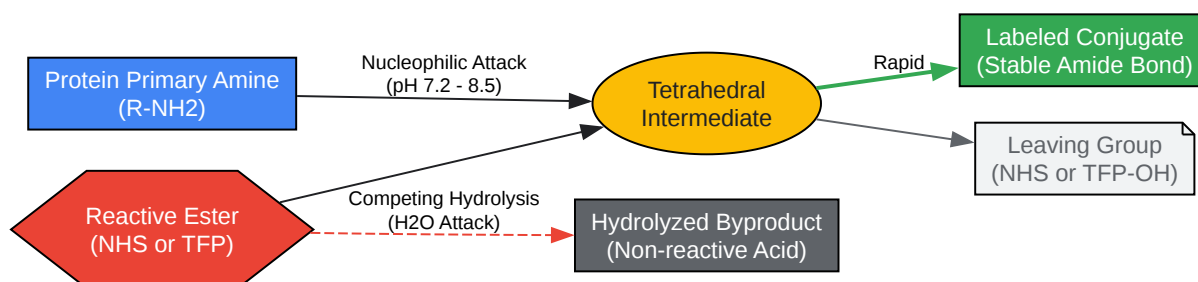 Protein Primary Amine
(R-NH2)
Nucleophilic Attack
(pH 7.2 - 8.5)
Tetrahedral
Intermediate
Rapid
Labeled Conjugate
(Stable Amide Bond)
Leaving Group
(NHS or TFP-OH)
Reactive Ester
(NHS or TFP)
Competing Hydrolysis
(H2O Attack)
Hydrolyzed Byproduct
(Non-reactive Acid)